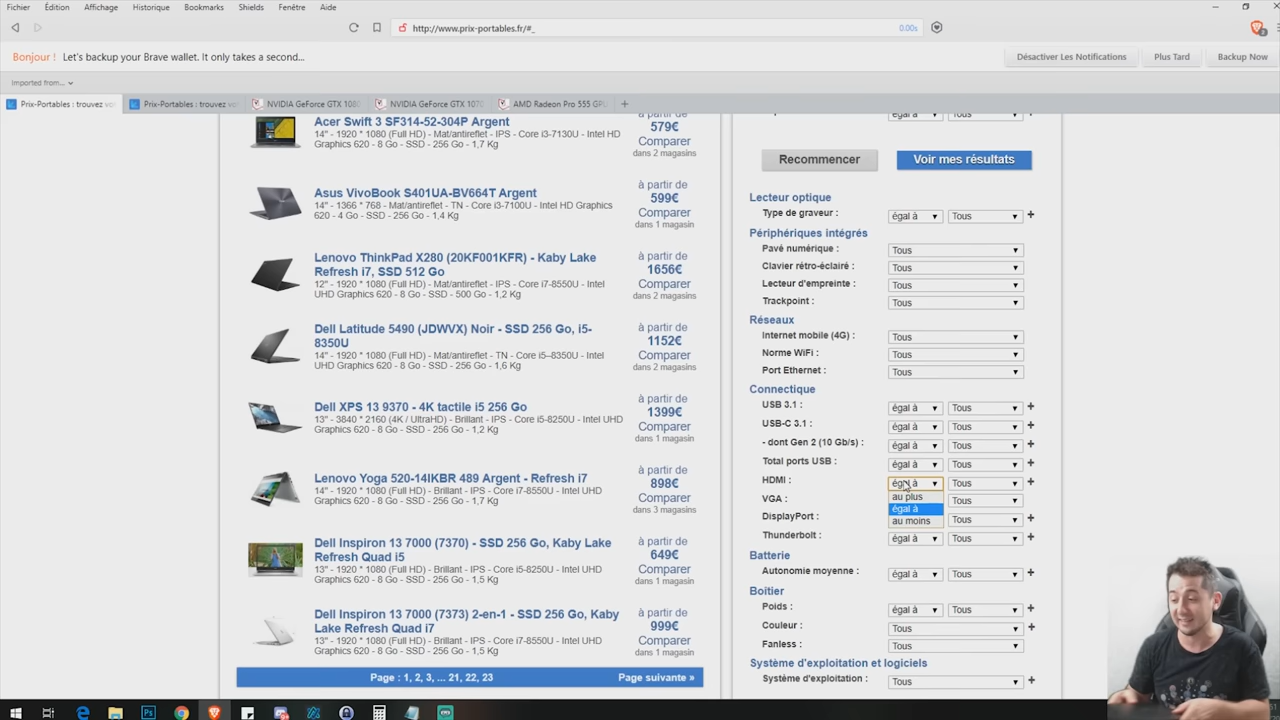 Fichier Édition Affichage Historique Bookmarks Shields Fenêtre Aide
http://www.prix-portables.fr/#_ 0.00s
Bonjour ! Let's backup your Brave wallet. It only takes a second... Désactiver Les Notifications Plus Tard Backup Now
Imported from...
Prix-Portables : trouvez vo Prix-Portables : trouvez vo NVIDIA GeForce GTX 1080 NVIDIA GeForce GTX 1070 AMD Radeon Pro 555 GPU
Acer Swift 3 SF314-52-304P Argent
14" - 1920 * 1080 (Full HD) - Mat/antireflet - IPS - Core i3-7130U - Intel HD
Graphics 620 - 8 Go - SSD - 256 Go - 1,7 Kg
à partir de
579€
Comparer
dans 2 magasins
Asus VivoBook S401UA-BV664T Argent
14" - 1366 * 768 - Mat/antireflet - TN - Core i3-7100U - Intel HD Graphics
620 - 4 Go - SSD - 256 Go - 1,4 Kg
à partir de
599€
Comparer
dans 1 magasin
Lenovo ThinkPad X280 (20KF001KFR) - Kaby Lake
Refresh i7, SSD 512 Go
12" - 1920 * 1080 (Full HD) - Mat/antireflet - IPS - Core i7-8550U - Intel
UHD Graphics 620 - 8 Go - SSD - 500 Go - 1,2 Kg
à partir de
1656€
Comparer
dans 2 magasins
Dell Latitude 5490 (JDWVX) Noir - SSD 256 Go, i5-
8350U
14" - 1920 * 1080 (Full HD) - Mat/antireflet - TN - Core i5-8350U - Intel
UHD Graphics 620 - 8 Go - SSD - 256 Go - 1,6 Kg
à partir de
1152€
Comparer
dans 2 magasins
Dell XPS 13 9370 - 4K tactile i5 256 Go
13" - 3840 * 2160 (4K / UltraHD) - Brillant - IPS - Core i5-8250U - Intel UHD
Graphics 620 - 8 Go - SSD - 256 Go - 1,2 Kg
à partir de
1399€
Comparer
dans 1 magasin
Lenovo Yoga 520-14IKBR 489 Argent - Refresh i7
14" - 1920 * 1080 (Full HD) - Brillant - IPS - Core i7-8550U - Intel UHD
Graphics 620 - 8 Go - SSD - 256 Go - 1,7 Kg
à partir de
898€
Comparer
dans 3 magasins
Dell Inspiron 13 7000 (7370) - SSD 256 Go, Kaby Lake
Refresh Quad i5
13" - 1920 * 1080 (Full HD) - Brillant - IPS - Core i5-8250U - Intel UHD
Graphics 620 - 8 Go - SSD - 256 Go - 1,5 Kg
à partir de
649€
Comparer
dans 1 magasin
Dell Inspiron 13 7000 (7373) 2-en-1 - SSD 256 Go, Kaby
Lake Refresh Quad i7
13" - 1920 * 1080 (Full HD) - Brillant - IPS - Core i7-8550U - Intel UHD
Graphics 620 - 8 Go - SSD - 256 Go - 1,5 Kg
à partir de
999€
Comparer
dans 1 magasin
Page : 1, 2, 3, ... 21, 22, 23 Page suivante »
égal à Tous
Recommencer Voir mes résultats
Lecteur optique
Type de graveur : égal à Tous +
Périphériques intégrés
Pavé numérique : Tous
Clavier rétro-éclairé : Tous
Lecteur d'empreinte : Tous
Trackpoint : Tous
Réseaux
Internet mobile (4G) : Tous
Norme WiFi : Tous
Port Ethernet : Tous
Connectique
USB 3.1 : égal à Tous +
USB-C 3.1 : égal à Tous +
- dont Gen 2 (10 Gb/s) : égal à Tous +
Total ports USB : égal à Tous +
HDMI : égal à Tous +
au plus
VGA : Tous
égal à
DisplayPort : au moins Tous +
Thunderbolt : égal à Tous +
Batterie
Autonomie moyenne : égal à Tous +
Boîtier
Poids : égal à Tous +
Couleur : Tous
Fanless : Tous
Système d'exploitation et logiciels
Système d'exploitation : Tous +